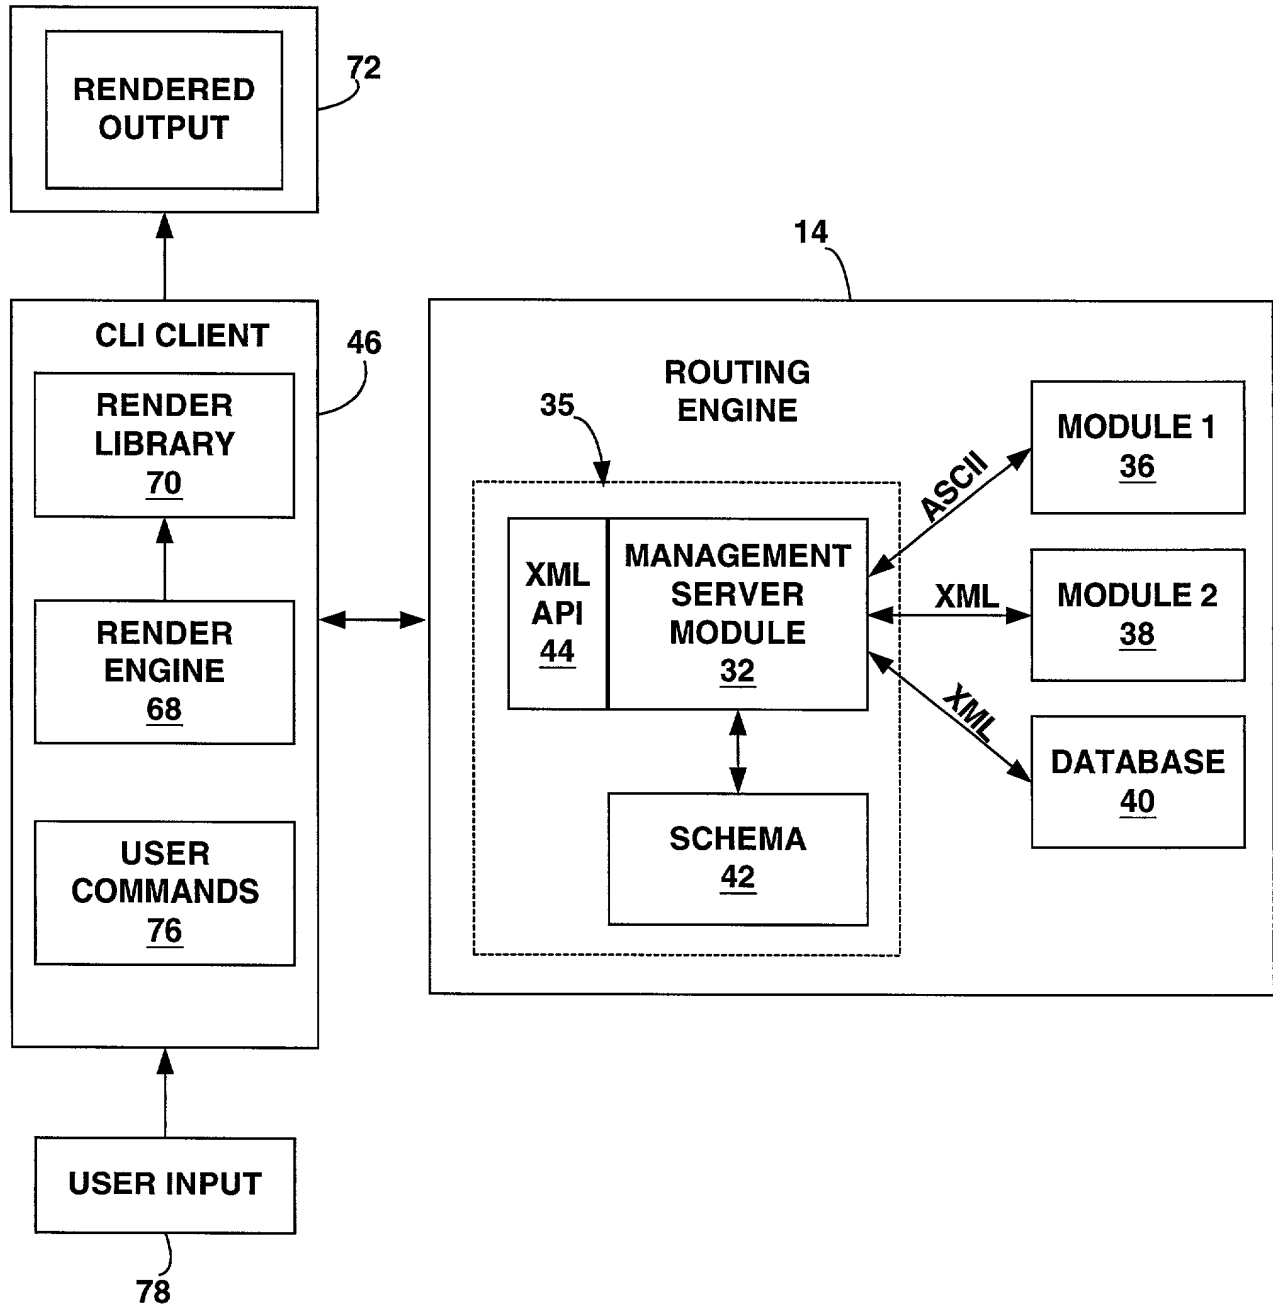 RENDERED
OUTPUT
72
CLI CLIENT
46
RENDER
LIBRARY
70
RENDER
ENGINE
68
USER
COMMANDS
76
USER INPUT
78
14
ROUTING
ENGINE
35
XML
API
44
MANAGEMENT
SERVER
MODULE
32
SCHEMA
42
ASCII
XML
XML
MODULE 1
36
MODULE 2
38
DATABASE
40